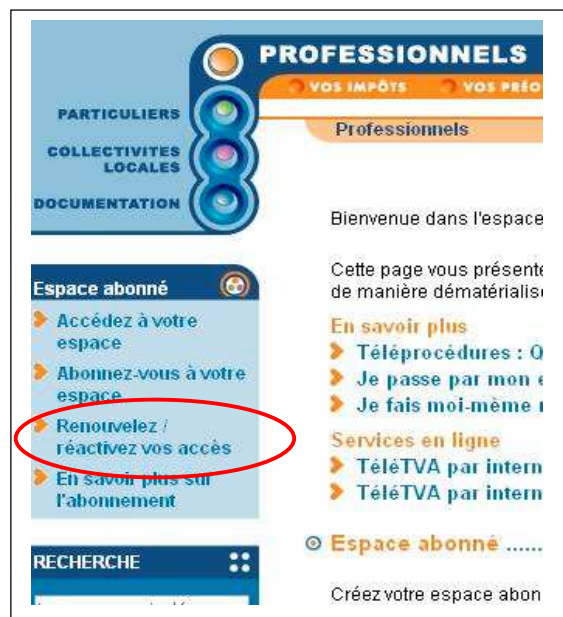 PROFESSIONNELS
VOS IMPÔTS
VOS PRÉO
PARTICULIERS
COLLECTIVITES
LOCALES
DOCUMENTATION
Professionnels
Bienvenue dans l'espace
Cette page vous présente
de manière dématérialis
En savoir plus
Téléprocédures : Q
Je passe par mon e
Je fais moi-même
Services en ligne
TéléTVA par intern
TéléTVA par intern
Espace abonné ......
Créez votre espace abon
Espace abonné
Accédez à votre
espace
Abonnez-vous à votre
espace
Renouvelez /
réactivez vos accès
En savoir plus sur
l'abonnement
RECHERCHE